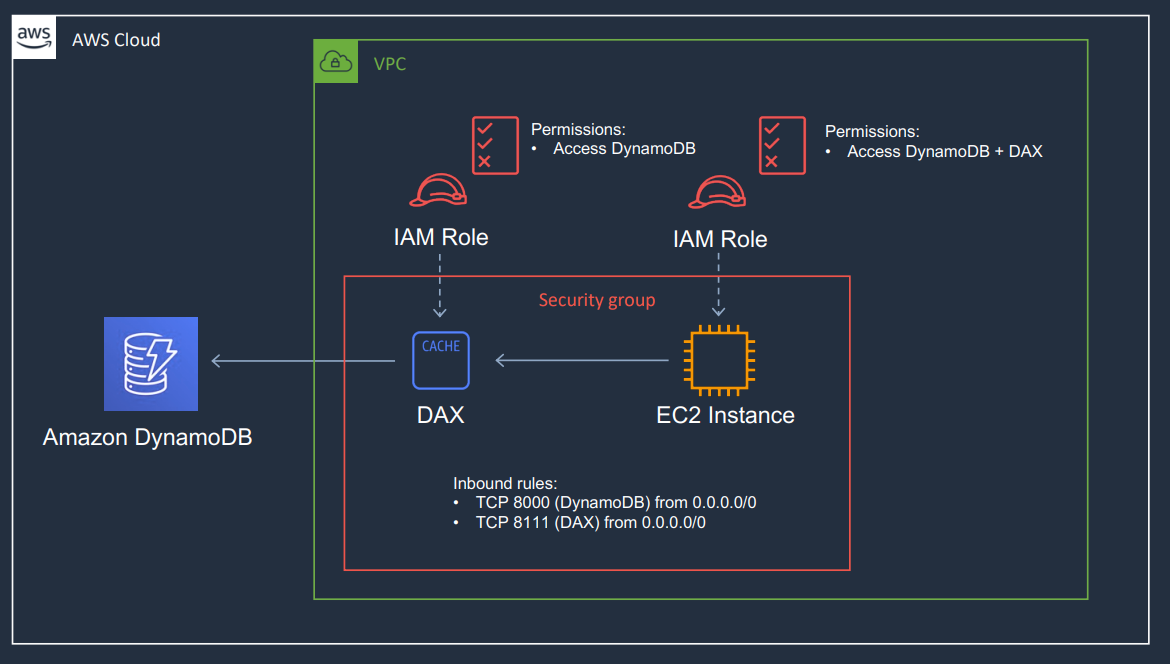 aws
AWS Cloud
VPC
Permissions:
• Access DynamoDB
Permissions:
• Access DynamoDB + DAX
IAM Role
IAM Role
Security group
CACHE
DAX
EC2 Instance
Amazon DynamoDB
Inbound rules:
• TCP 8000 (DynamoDB) from 0.0.0.0/0
• TCP 8111 (DAX) from 0.0.0.0/0